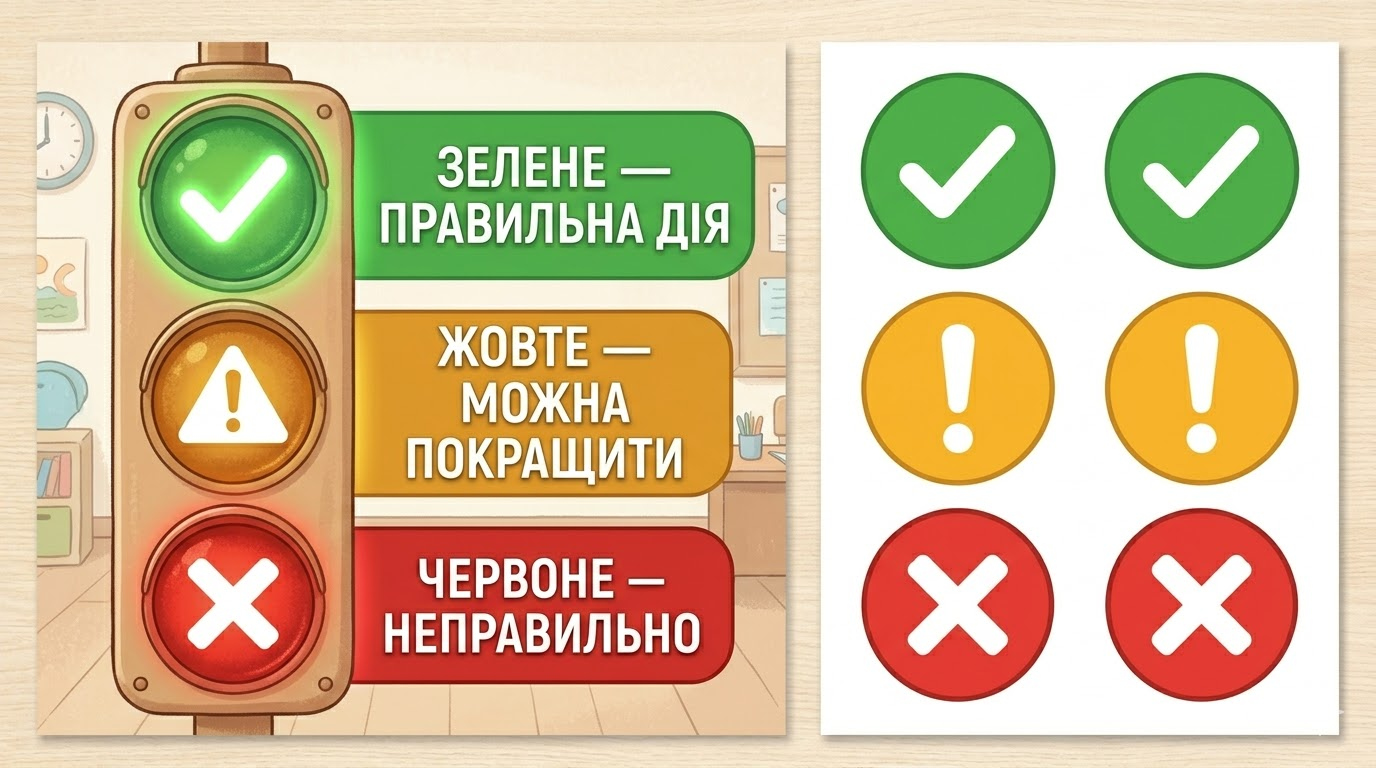 ЗЕЛЕНЕ —
ПРАВИЛЬНА ДІЯ
ЖОВТЕ —
МОЖНА
ПОКРАЩИТИ
ЧЕРВОНЕ —
НЕПРАВИЛЬНО